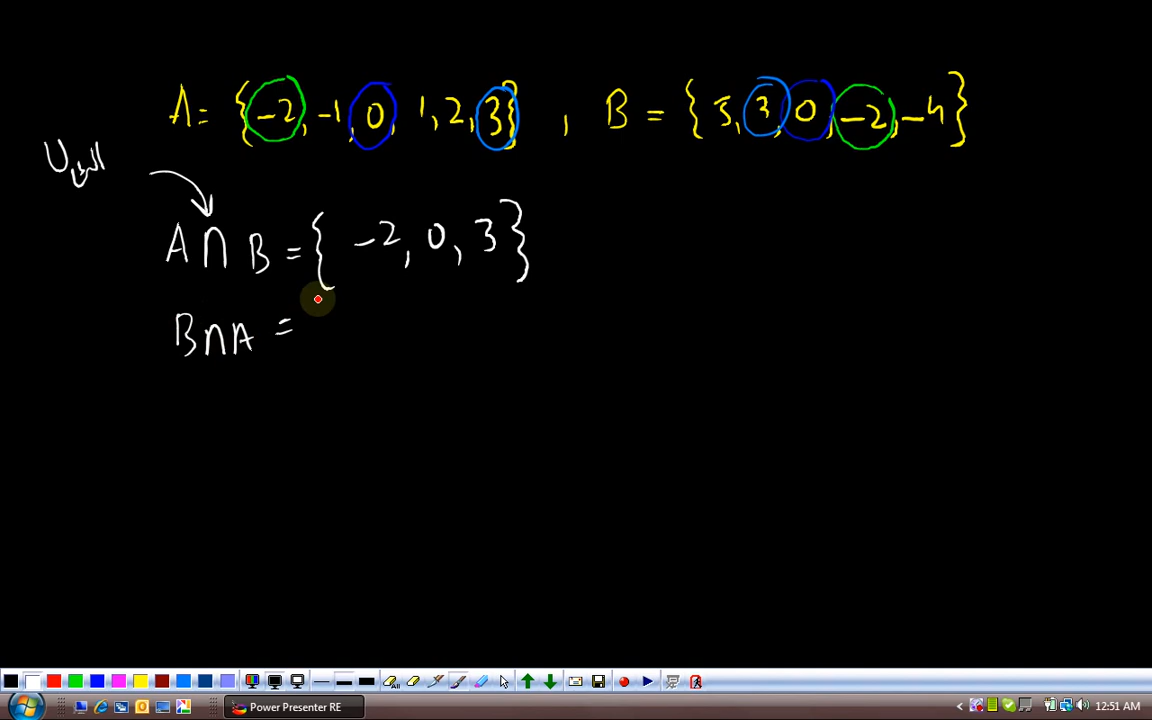 A = {-2, -1, 0, 1, 2, 3} , B = {5, 3, 0, -2, -4}
A ∩ B = { -2, 0, 3 }
B ∩ A =
All
Power Presenter RE
12:51 AM